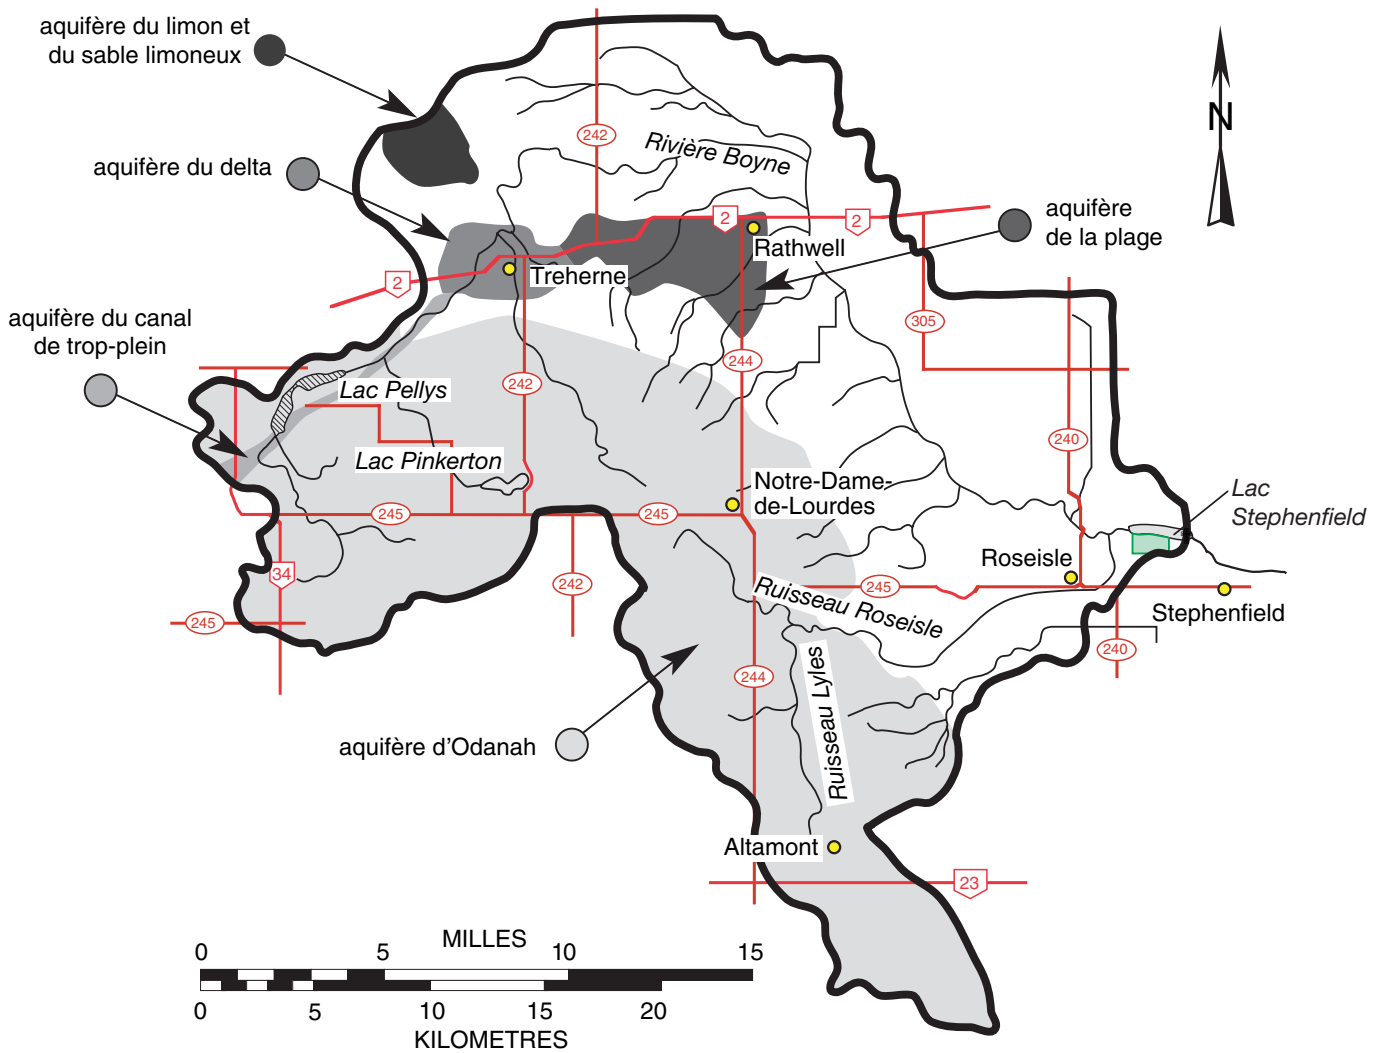 aquifère du limon et
du sable limoneux
242
Rivière Boyne
N
aquifère du delta
aquifère
de la plage
2
2
Rathwell
Treherne
2
aquifère du canal
de trop-plein
305
244
242
Lac Pellys
240
Lac Pinkerton
Notre-Dame-
de-Lourdes
Lac
Stephenfield
245
245
Roseisle
34
242
245
Ruisseau Roseisle
Stephenfield
245
240
Ruisseau Lyles
244
aquifère d'Odanah
Altamont
23
MILLES
0 5 10 15
0 5 10 15 20
KILOMETRES